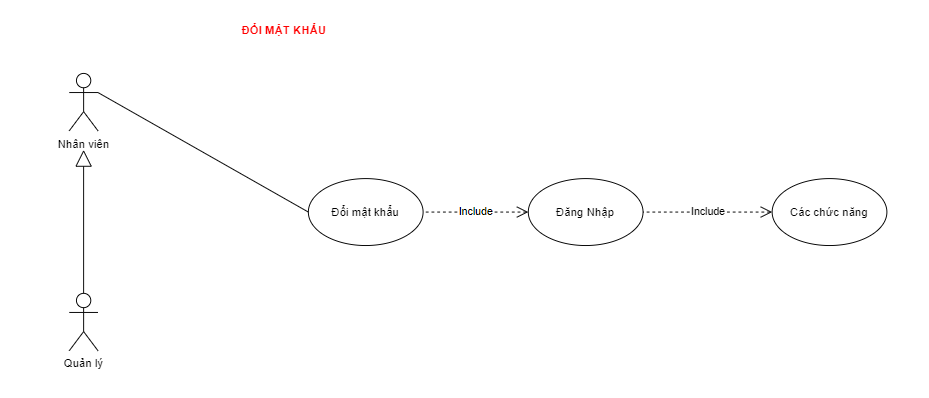 ĐỔI MẬT KHẨU
Nhân viên
Đổi mật khẩu
Include
Đăng Nhập
Include
Các chức năng
Quản lý